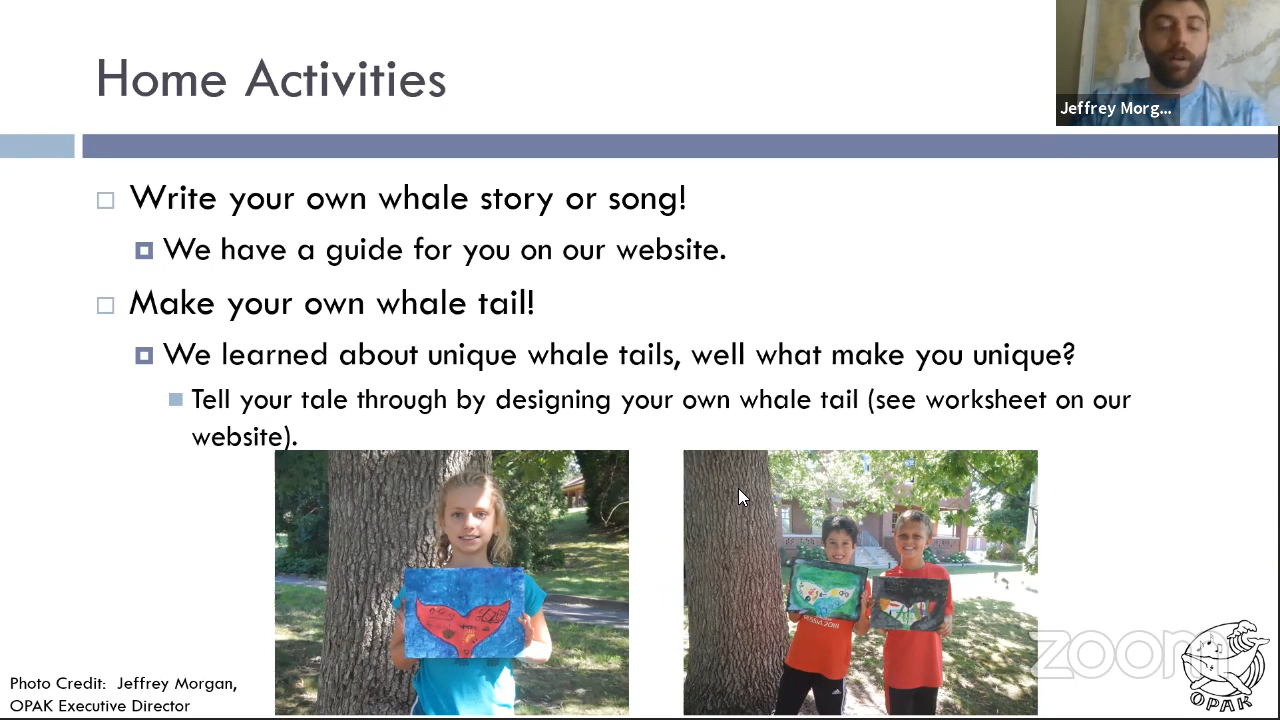 Home Activities
Jeffrey Morg...
Write your own whale story or song!
We have a guide for you on our website.
Make your own whale tail!
We learned about unique whale tails, well what make you unique?
Tell your tale through by designing your own whale tail (see worksheet on our
website).
RUSSIA 2018
Photo Credit:  Jeffrey Morgan,
OPAK Executive Director
zoom
OPAK